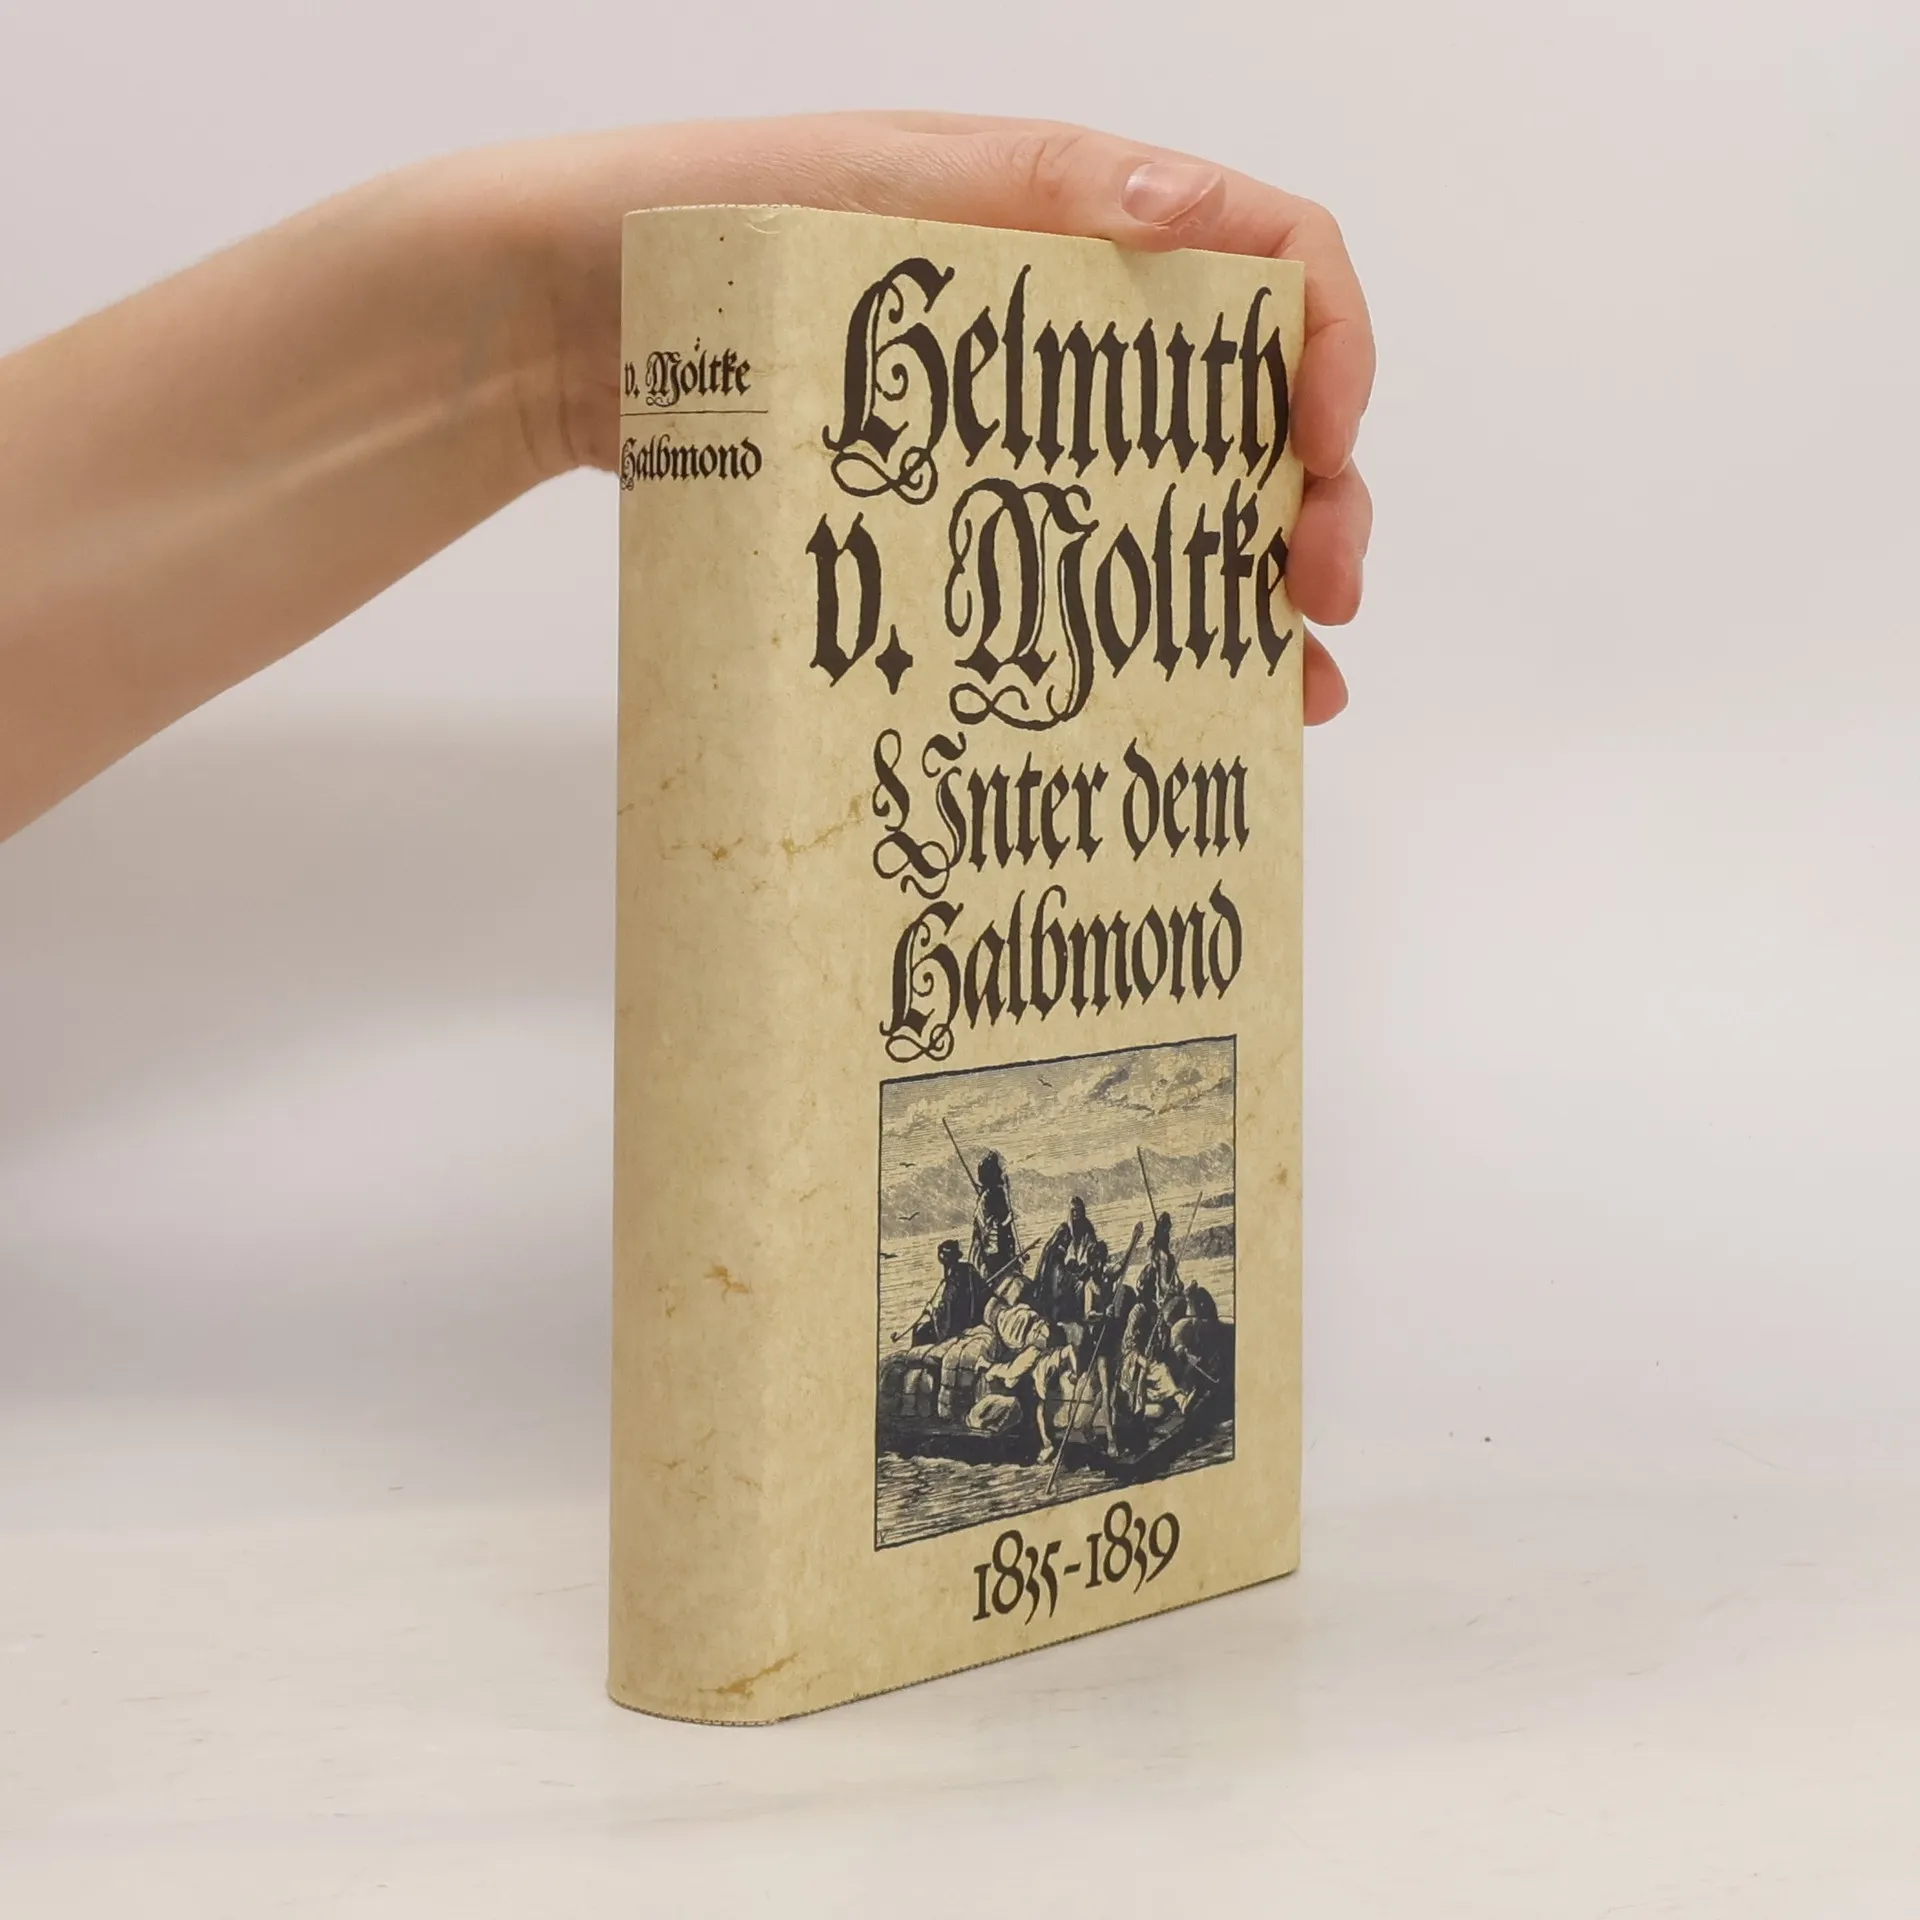 v. Moltke
Halbmond
Helmuth
v. Moltke
Unter dem
Halbmond
1835-1839